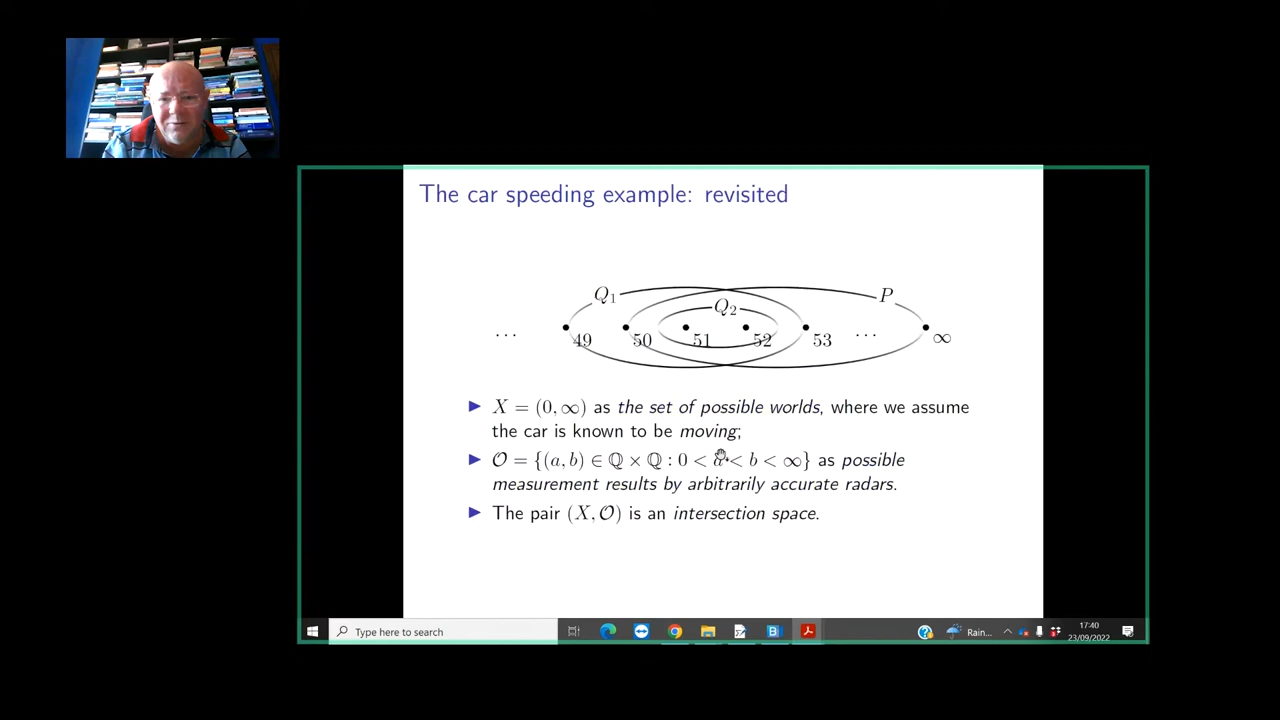 The car speeding example: revisited
Q₁ P
Q₂
... 49 50 51 52 53 ... ∞
▶ X = (0, ∞) as the set of possible worlds, where we assume
the car is known to be moving;
▶ 𝒪 = {(a, b) ∈ ℚ × ℚ : 0 < a < b < ∞} as possible
measurement results by arbitrarily accurate radars.
▶ The pair (X, 𝒪) is an intersection space.
Type here to search
Rain...
17:40
23/09/2022